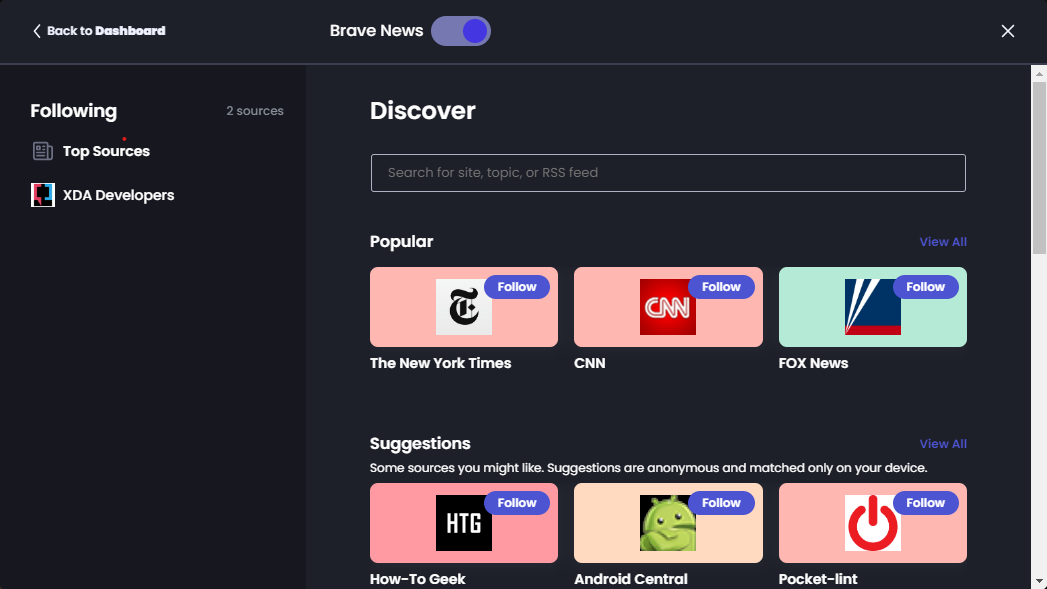 Back to Dashboard
Brave News
Following
2 sources
Top Sources
XDA Developers
Discover
Search for site, topic, or RSS feed
Popular
View All
Follow
CNN
Follow
Follow
The New York Times
CNN
FOX News
Suggestions
View All
Some sources you might like. Suggestions are anonymous and matched only on your device.
HTG
Follow
Follow
Follow
How-To Geek
Android Central
Pocket-lint